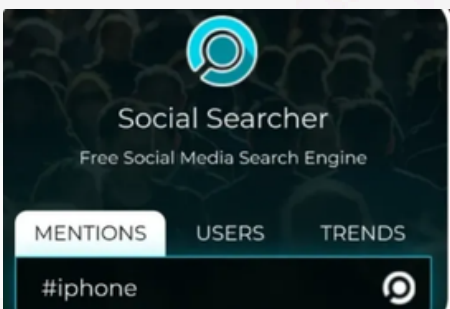 Social Searcher
Free Social Media Search Engine
MENTIONS USERS TRENDS
#iphone